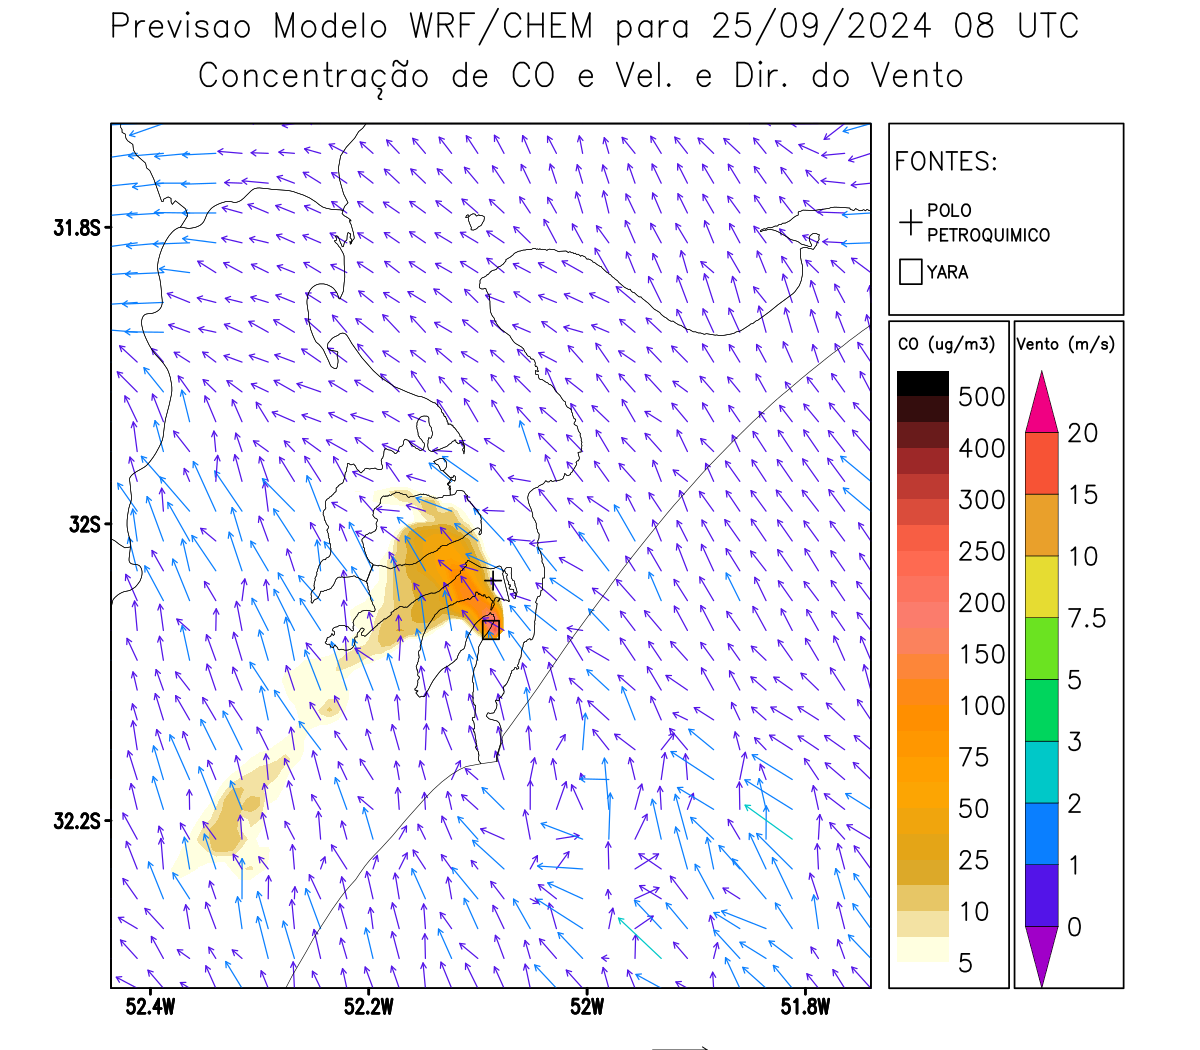 Previsao Modelo WRF/CHEM para 25/09/2024 08 UTC
Concentração de CO e Vel. e Dir. do Vento
FONTES:
POLO
PETROQUIMICO
YARA
CO (ug/m3)
500
400
300
250
200
150
100
75
50
25
10
5
Vento (m/s)
20
15
10
7.5
5
3
2
1
0
31.8S
32S
32.2S
52.4W
52.2W
52W
51.8W